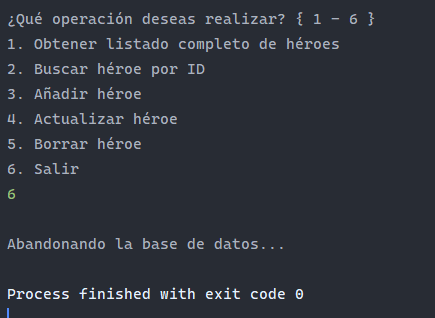 ¿Qué operación deseas realizar? { 1 - 6 }
1. Obtener listado completo de héroes
2. Buscar héroe por ID
3. Añadir héroe
4. Actualizar héroe
5. Borrar héroe
6. Salir
6
Abandonando la base de datos...
Process finished with exit code 0